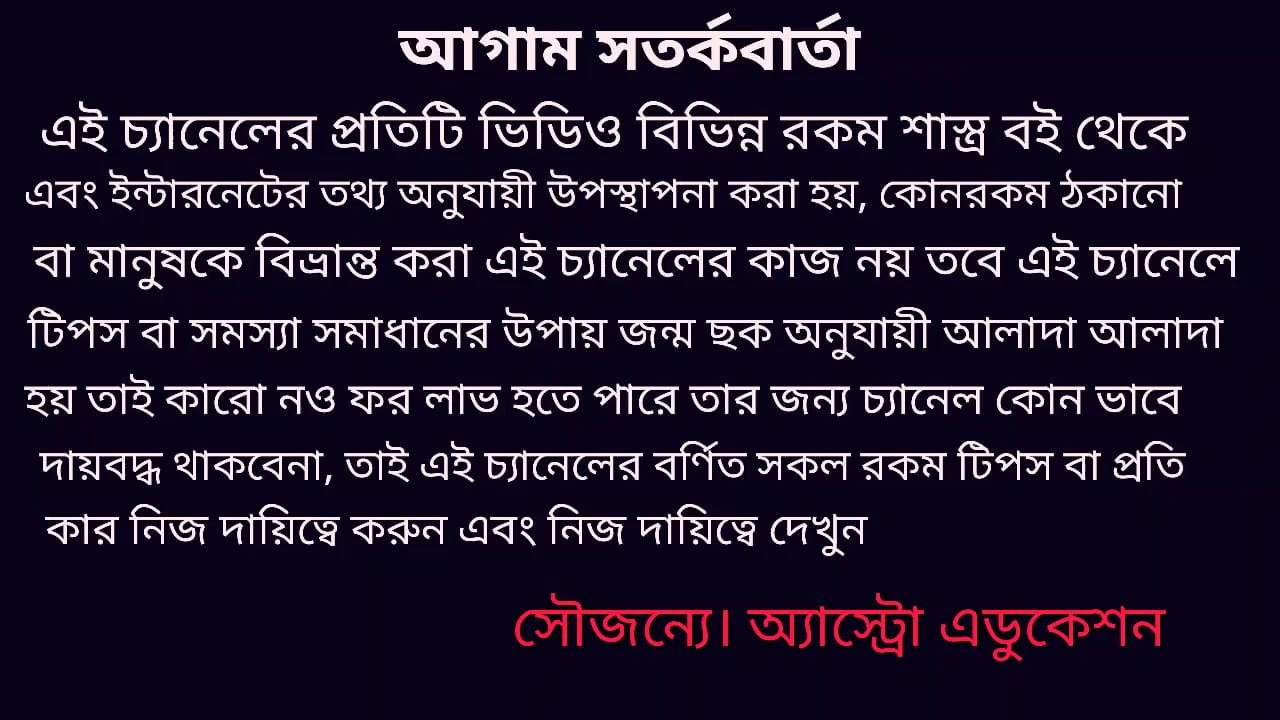 আগাম সতর্কবার্তা
এই চ্যানেলের প্রতিটি ভিডিও বিভিন্ন রকম শাস্ত্র বই থেকে
এবং ইন্টারনেটের তথ্য অনুযায়ী উপস্থাপনা করা হয়, কোনরকম ঠকানো
বা মানুষকে বিভ্রান্ত করা এই চ্যানেলের কাজ নয় তবে এই চ্যানেলে
টিপস বা সমস্যা সমাধানের উপায় জন্ম ছক অনুযায়ী আলাদা আলাদা
হয় তাই কারো নও ফর লাভ হতে পারে তার জন্য চ্যানেল কোন ভাবে
দায়বদ্ধ থাকবেনা, তাই এই চ্যানেলের বর্ণিত সকল রকম টিপস বা প্রতি
কার নিজ দায়িত্বে করুন এবং নিজ দায়িত্বে দেখুন
সৌজন্যে। অ্যাস্ট্রো এডুকেশন